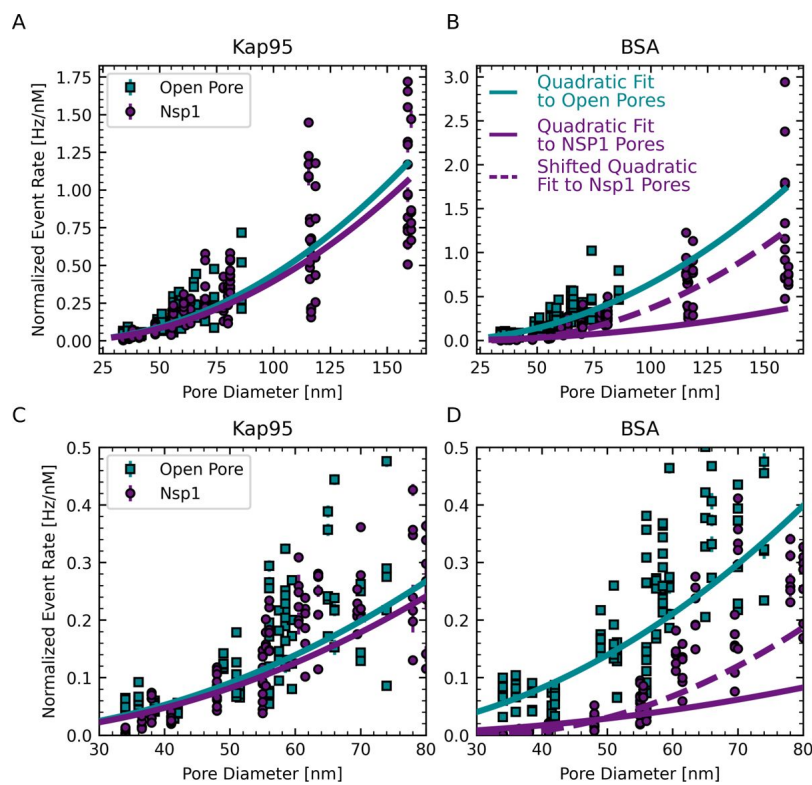 A
B
Kap95
BSA
Normalized Event Rate [Hz/nM]
1.75
1.50
1.25
1.00
0.75
0.50
0.25
0.00
Open Pore
Nsp1
25
50
75
100
125
150
Pore Diameter [nm]
3.0
2.5
2.0
1.5
1.0
0.5
0.0
Quadratic Fit
to Open Pores
Quadratic Fit
to NSP1 Pores
Shifted Quadratic
Fit to Nsp1 Pores
25
50
75
100
125
150
Pore Diameter [nm]
C
D
Kap95
BSA
Normalized Event Rate [Hz/nM]
0.5
0.4
0.3
0.2
0.1
0.0
Open Pore
Nsp1
30
40
50
60
70
80
Pore Diameter [nm]
0.5
0.4
0.3
0.2
0.1
0.0
30
40
50
60
70
80
Pore Diameter [nm]